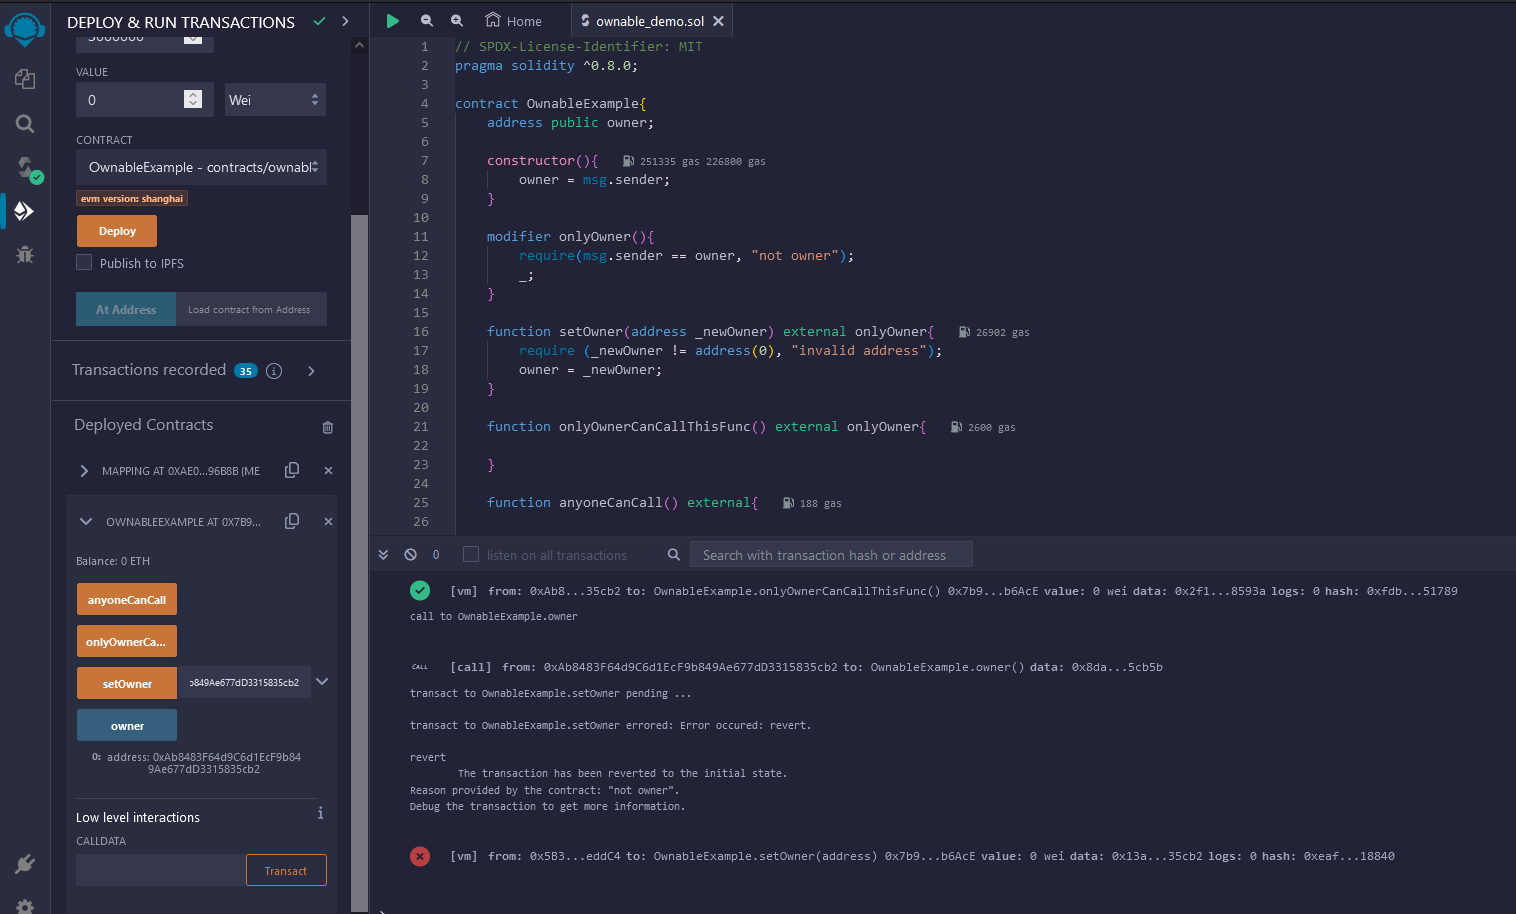 DEPLOY & RUN TRANSACTIONS
VALUE
0
Wei
CONTRACT
OwnableExample - contracts/ownabl
evm version: shanghai
Deploy
Publish to IPFS
At Address
Load contract from Address
Transactions recorded 35 i
Deployed Contracts
MAPPING AT 0XAE0...96B8B (ME
OWNABLEEXAMPLE AT 0X7B9...
Balance: 0 ETH
anyoneCanCall
onlyOwnerCa...
setOwner
b849Ae677dD3315835cb2
owner
0: address: 0xAb8483F64d9C6d1EcF9b84
9Ae677dD3315835cb2
Low level interactions
i
CALLDATA
Transact
Home
ownable_demo.sol
1 // SPDX-License-Identifier: MIT
2 pragma solidity ^0.8.0;
3
4 contract OwnableExample{
5 address public owner;
6
7 constructor(){ 251335 gas 226800 gas
8 owner = msg.sender;
9 }
10
11 modifier onlyOwner(){
12 require(msg.sender == owner, "not owner");
13 _;
14 }
15
16 function setOwner(address _newOwner) external onlyOwner{ 26902 gas
17 require (_newOwner != address(0), "invalid address");
18 owner = _newOwner;
19 }
20
21 function onlyOwnerCanCallThisFunc() external onlyOwner{ 2600 gas
22
23 }
24
25 function anyoneCanCall() external{ 188 gas
26
0
listen on all transactions
Search with transaction hash or address
[vm] from: 0xAb8...35cb2 to: OwnableExample.onlyOwnerCanCallThisFunc() 0x7b9...b6AcE value: 0 wei data: 0x2f1...8593a logs: 0 hash: 0xfdb...51789
call to OwnableExample.owner
CALL [call] from: 0xAb8483F64d9C6d1EcF9b849Ae677dD3315835cb2 to: OwnableExample.owner() data: 0x8da...5cb5b
transact to OwnableExample.setOwner pending ...
transact to OwnableExample.setOwner errored: Error occured: revert.
revert
The transaction has been reverted to the initial state.
Reason provided by the contract: "not owner".
Debug the transaction to get more information.
[vm] from: 0x5B3...eddC4 to: OwnableExample.setOwner(address) 0x7b9...b6AcE value: 0 wei data: 0x13a...35cb2 logs: 0 hash: 0xeaf...18840